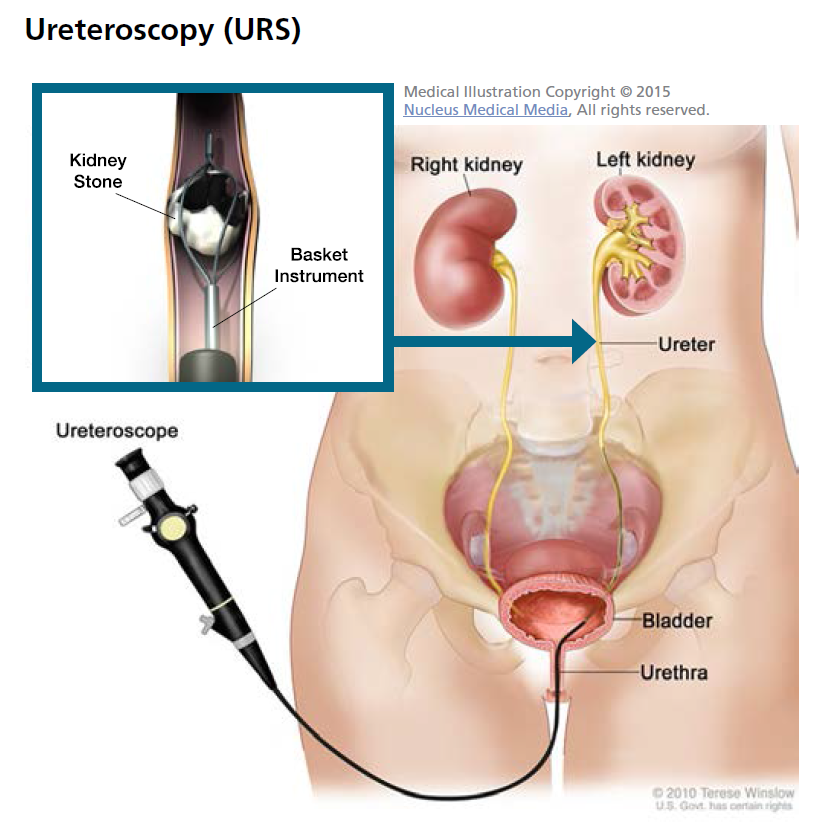 Ureteroscopy (URS)
Medical Illustration Copyright © 2015
Nucleus Medical Media, All rights reserved.
Kidney
Stone
Basket
Instrument
Right kidney
Left kidney
Ureter
Ureteroscope
Bladder
Urethra
© 2010 Terese Winslow
U.S. Govt. has certain rights